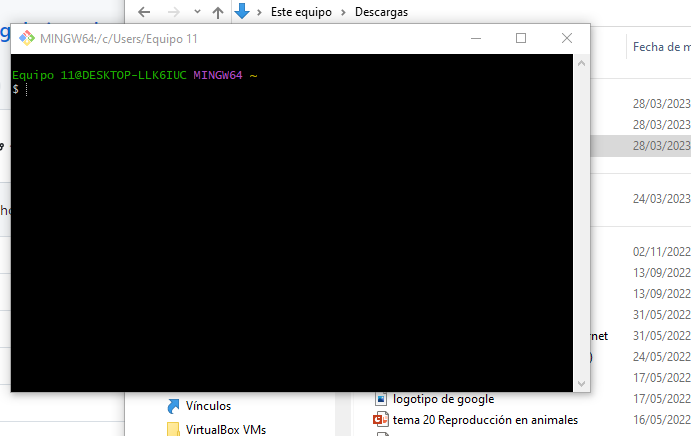 Este equipo > Descargas
MINGW64:/c/Users/Equipo 11
Fecha de m
Equipo 11@DESKTOP-LLK6IUC MINGW64 ~
$
28/03/2023
28/03/2023
28/03/2023
24/03/2023
02/11/2022
13/09/2022
13/09/2022
31/05/2022
rnet 31/05/2022
) 24/05/2022
17/05/2022
logotipo de google 17/05/2022
Vínculos
tema 20 Reproducción en animales 16/05/2022
VirtualBox VMs